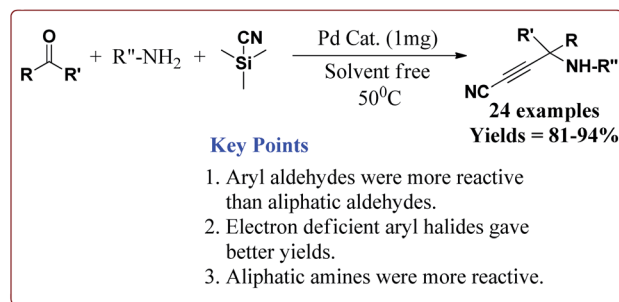 O
R R' + R"-NH2 + CN Si
Pd Cat. (1mg)
Solvent free
50⁰C
R' R
NH-R"
NC
24 examples
Yields = 81-94%
Key Points
1. Aryl aldehydes were more reactive
than aliphatic aldehydes.
2. Electron deficient aryl halides gave
better yields.
3. Aliphatic amines were more reactive.